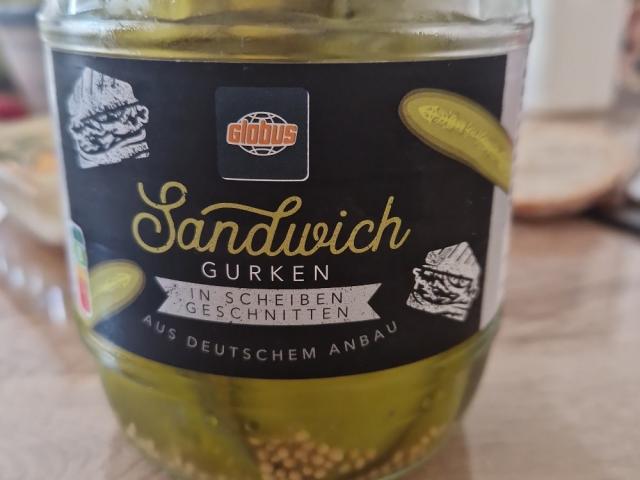 GLOBUS
Sandwich
GURKEN
IN SCHEIBEN
GESCHNITTEN
AUS DEUTSCHEM ANBAU